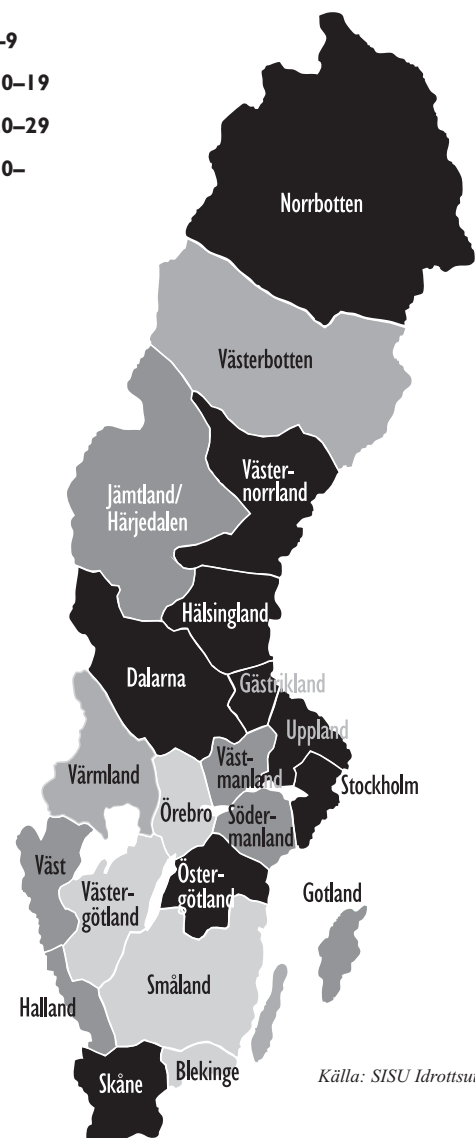 -9
0–19
0–29
0–
Norrbotten
Västerbotten
Väster-
norrland
Jämtland/
Härjedalen
Hälsingland
Dalarna
Gästrikland
Uppland
Väst-
manland
Stockholm
Värmland
Örebro
Söder-
manland
Väst
Väster-
götland
Öster-
götland
Gotland
Småland
Halland
Skåne
Blekinge
Källa: SISU Idrottsu